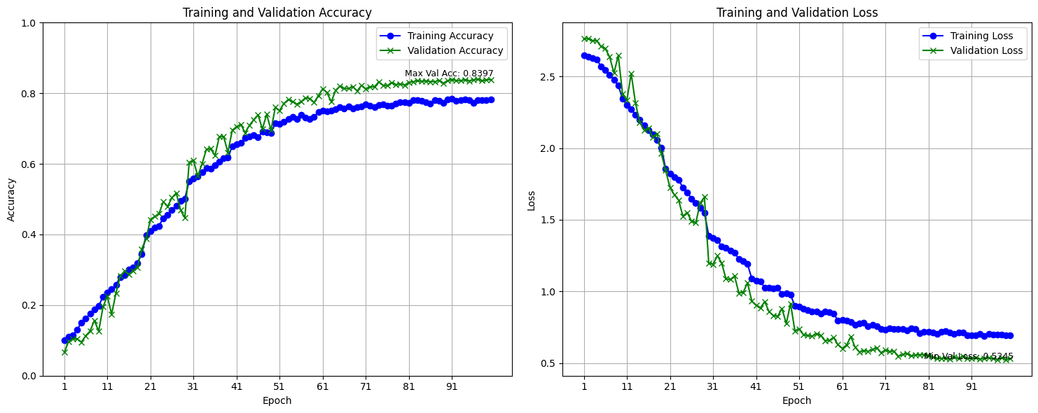 Training and Validation Accuracy
Training Accuracy
Validation Accuracy
Max Val Acc: 0.8397
1.0
0.8
0.6
0.4
0.2
0.0
Accuracy
1 11 21 31 41 51 61 71 81 91
Epoch
Training and Validation Loss
Training Loss
Validation Loss
2.5
2.0
1.5
1.0
0.5
Loss
Min Val Loss: 0.5245
1 11 21 31 41 51 61 71 81 91
Epoch